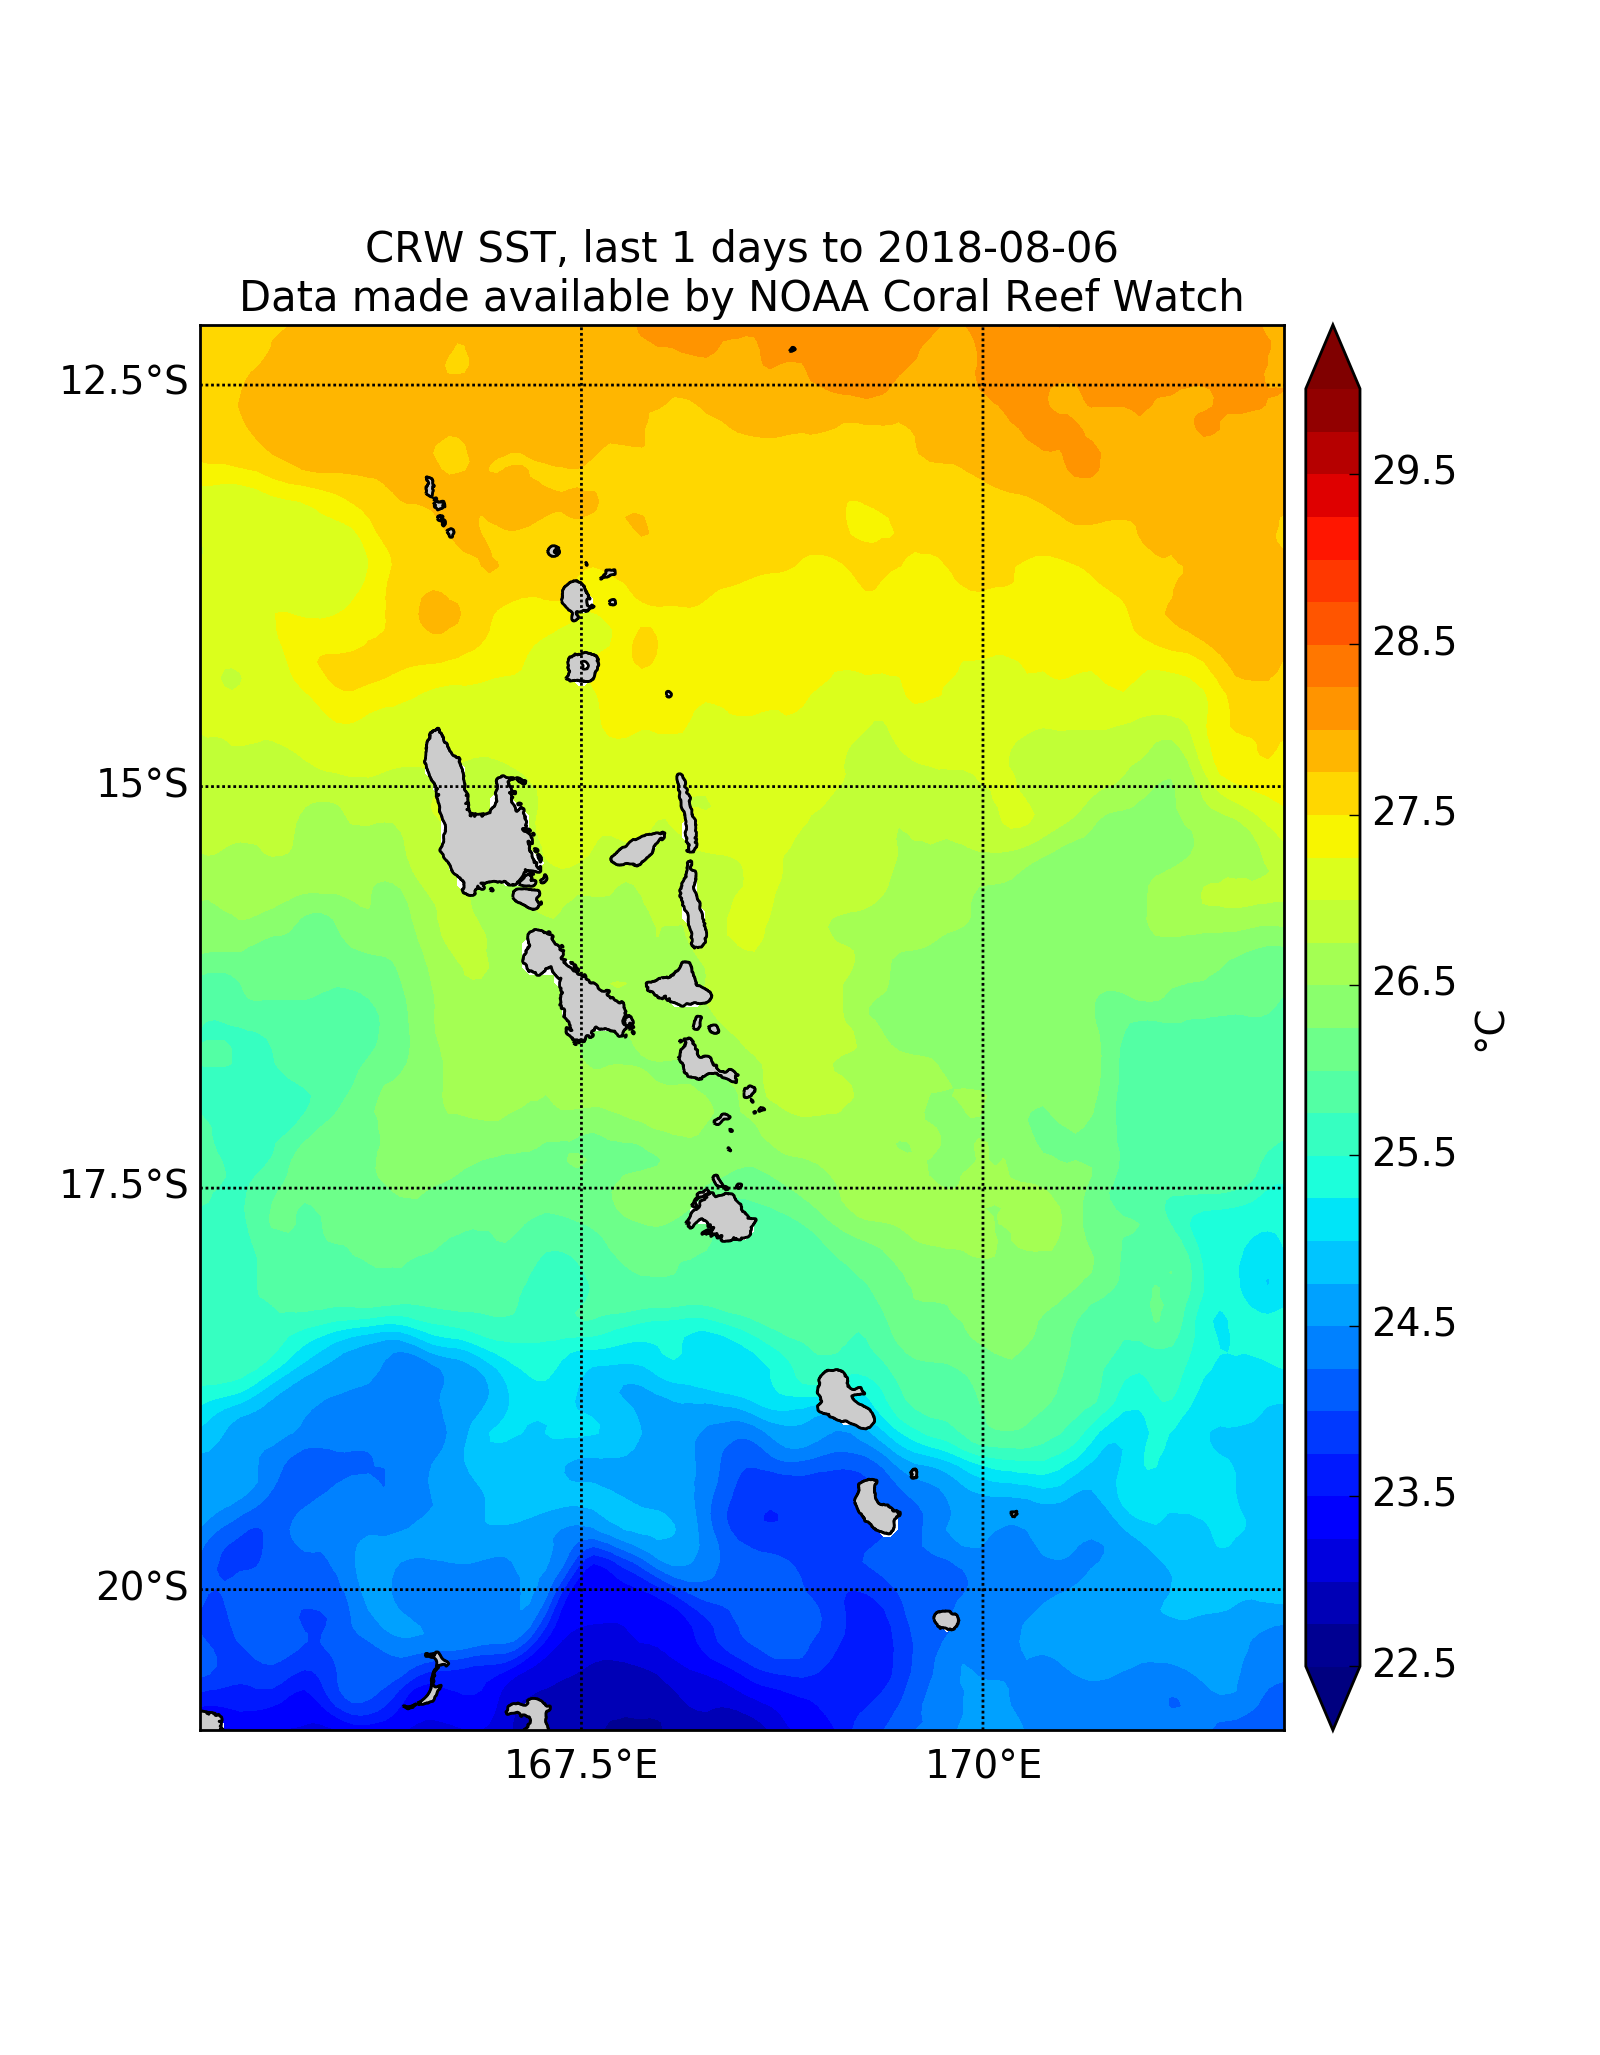 CRW SST, last 1 days to 2018-08-06
Data made available by NOAA Coral Reef Watch
12.5°S
15°S
17.5°S
20°S
167.5°E
170°E
29.5
28.5
27.5
26.5
25.5
24.5
23.5
22.5
°C